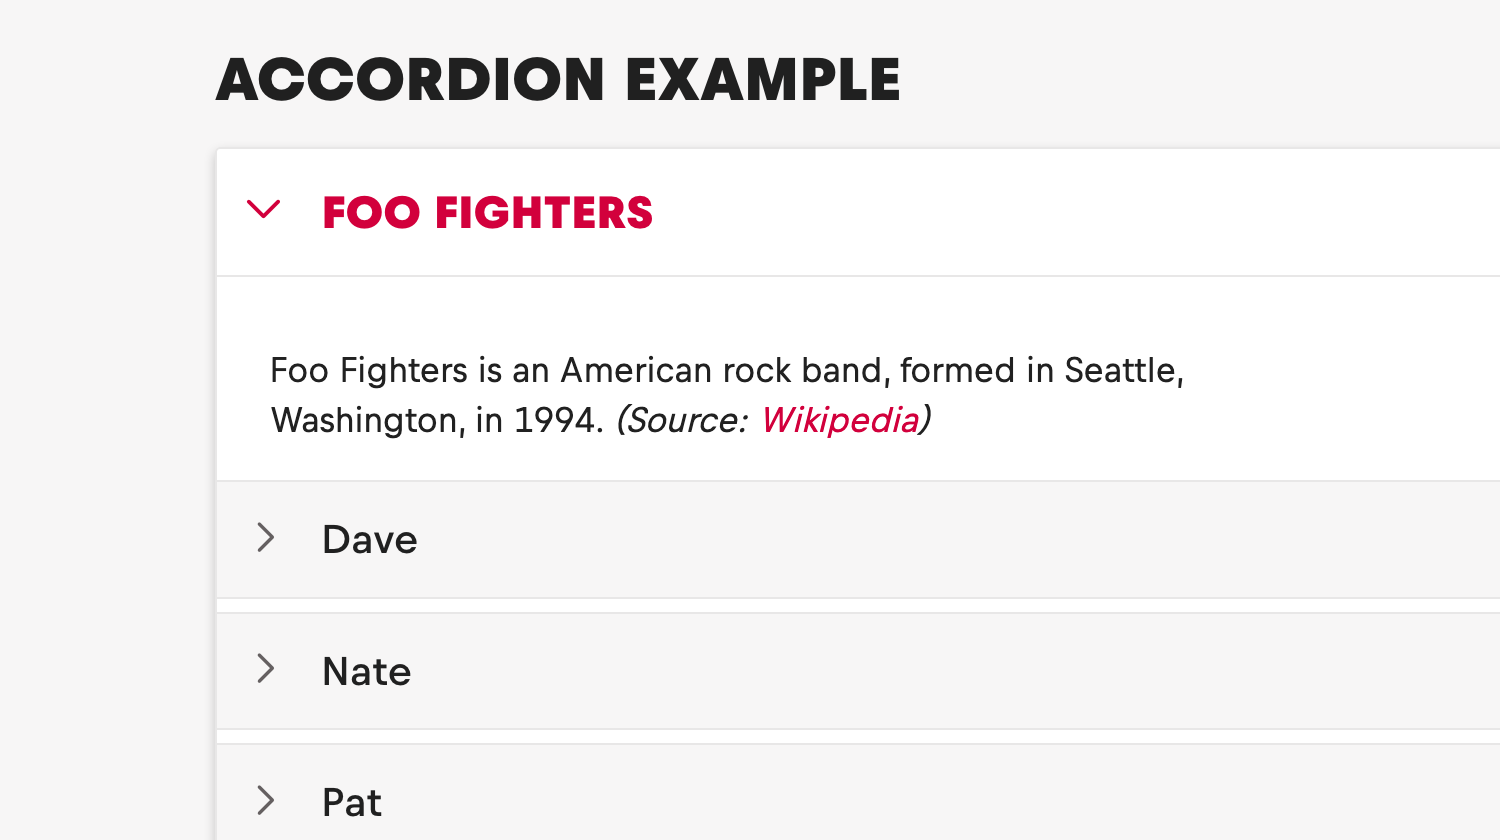 ACCORDION EXAMPLE
FOO FIGHTERS
Foo Fighters is an American rock band, formed in Seattle,
Washington, in 1994. (Source: Wikipedia)
Dave
Nate
Pat